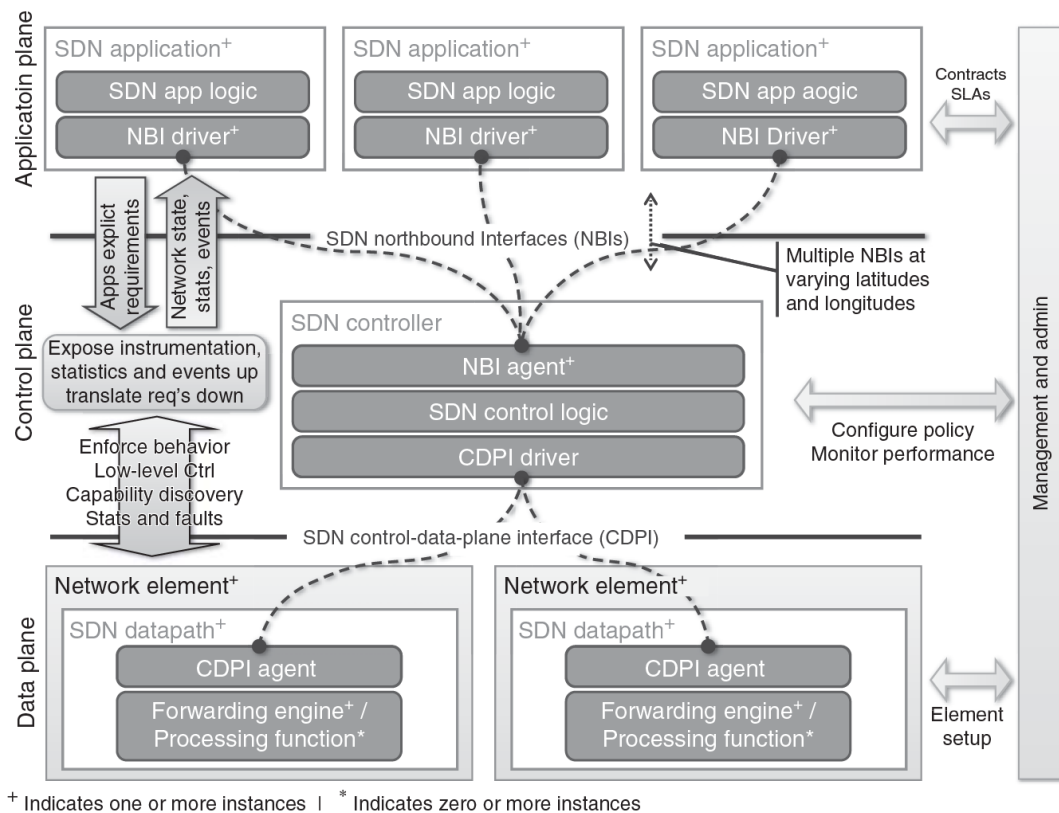 Applicatoin plane
SDN application+
SDN app logic
NBI driver+
SDN application+
SDN app logic
NBI driver+
SDN application+
SDN app aogic
NBI Driver+
Contracts
SLAs
Apps explict
requirements
Network state,
stats, events
SDN northbound Interfaces (NBIs)
Multiple NBIs at
varying latitudes
and longitudes
Control plane
Expose instrumentation,
statistics and events up
translate req's down
SDN controller
NBI agent+
SDN control logic
CDPI driver
Configure policy
Monitor performance
Management and admin
Enforce behavior
Low-level Ctrl
Capability discovery
Stats and faults
SDN control-data-plane interface (CDPI)
Data plane
Network element+
SDN datapath+
CDPI agent
Forwarding engine+ /
Processing function*
Network element+
SDN datapath+
CDPI agent
Forwarding engine+ /
Processing function*
Element
setup
+ Indicates one or more instances | * Indicates zero or more instances